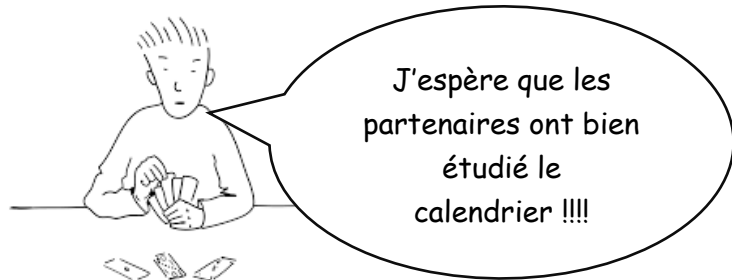 J'espère que les
partenaires ont bien
étudié le
calendrier !!!!